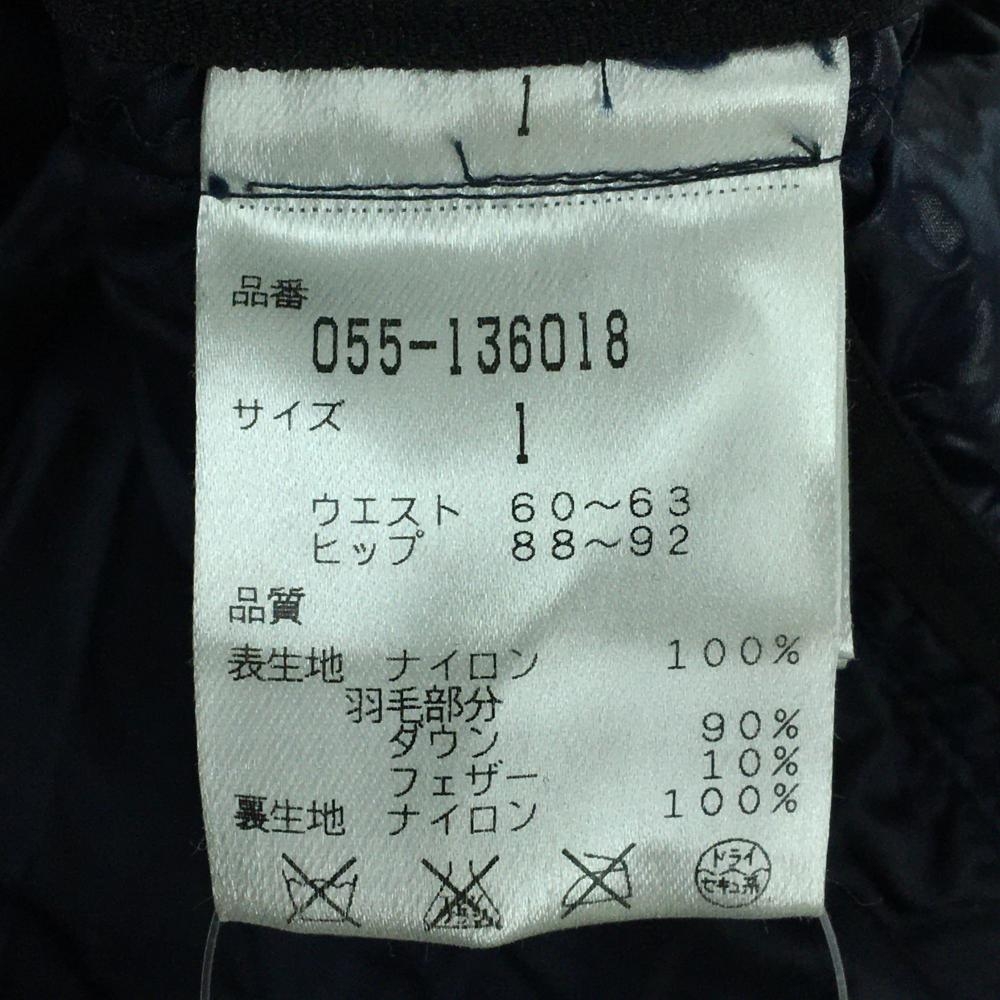 1
品番
055-136018
サイズ 1
ウエスト 60～63
ヒップ 88～92
品質
表生地 ナイロン 100%
羽毛部分
ダウン 90%
フェザー 10%
裏生地 ナイロン 100%
ドライ
セキユ系